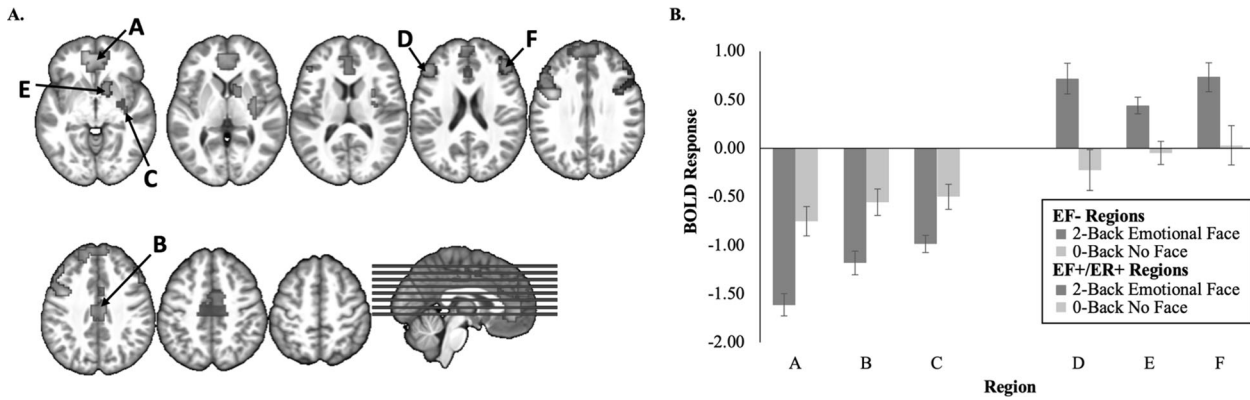 A.
A
E
C
D
F
B
B.
BOLD Response
1.00
0.50
0.00
-0.50
-1.00
-1.50
-2.00
EF- Regions
2-Back Emotional Face
0-Back No Face
EF+/ER+ Regions
2-Back Emotional Face
0-Back No Face
A B C D E F
Region